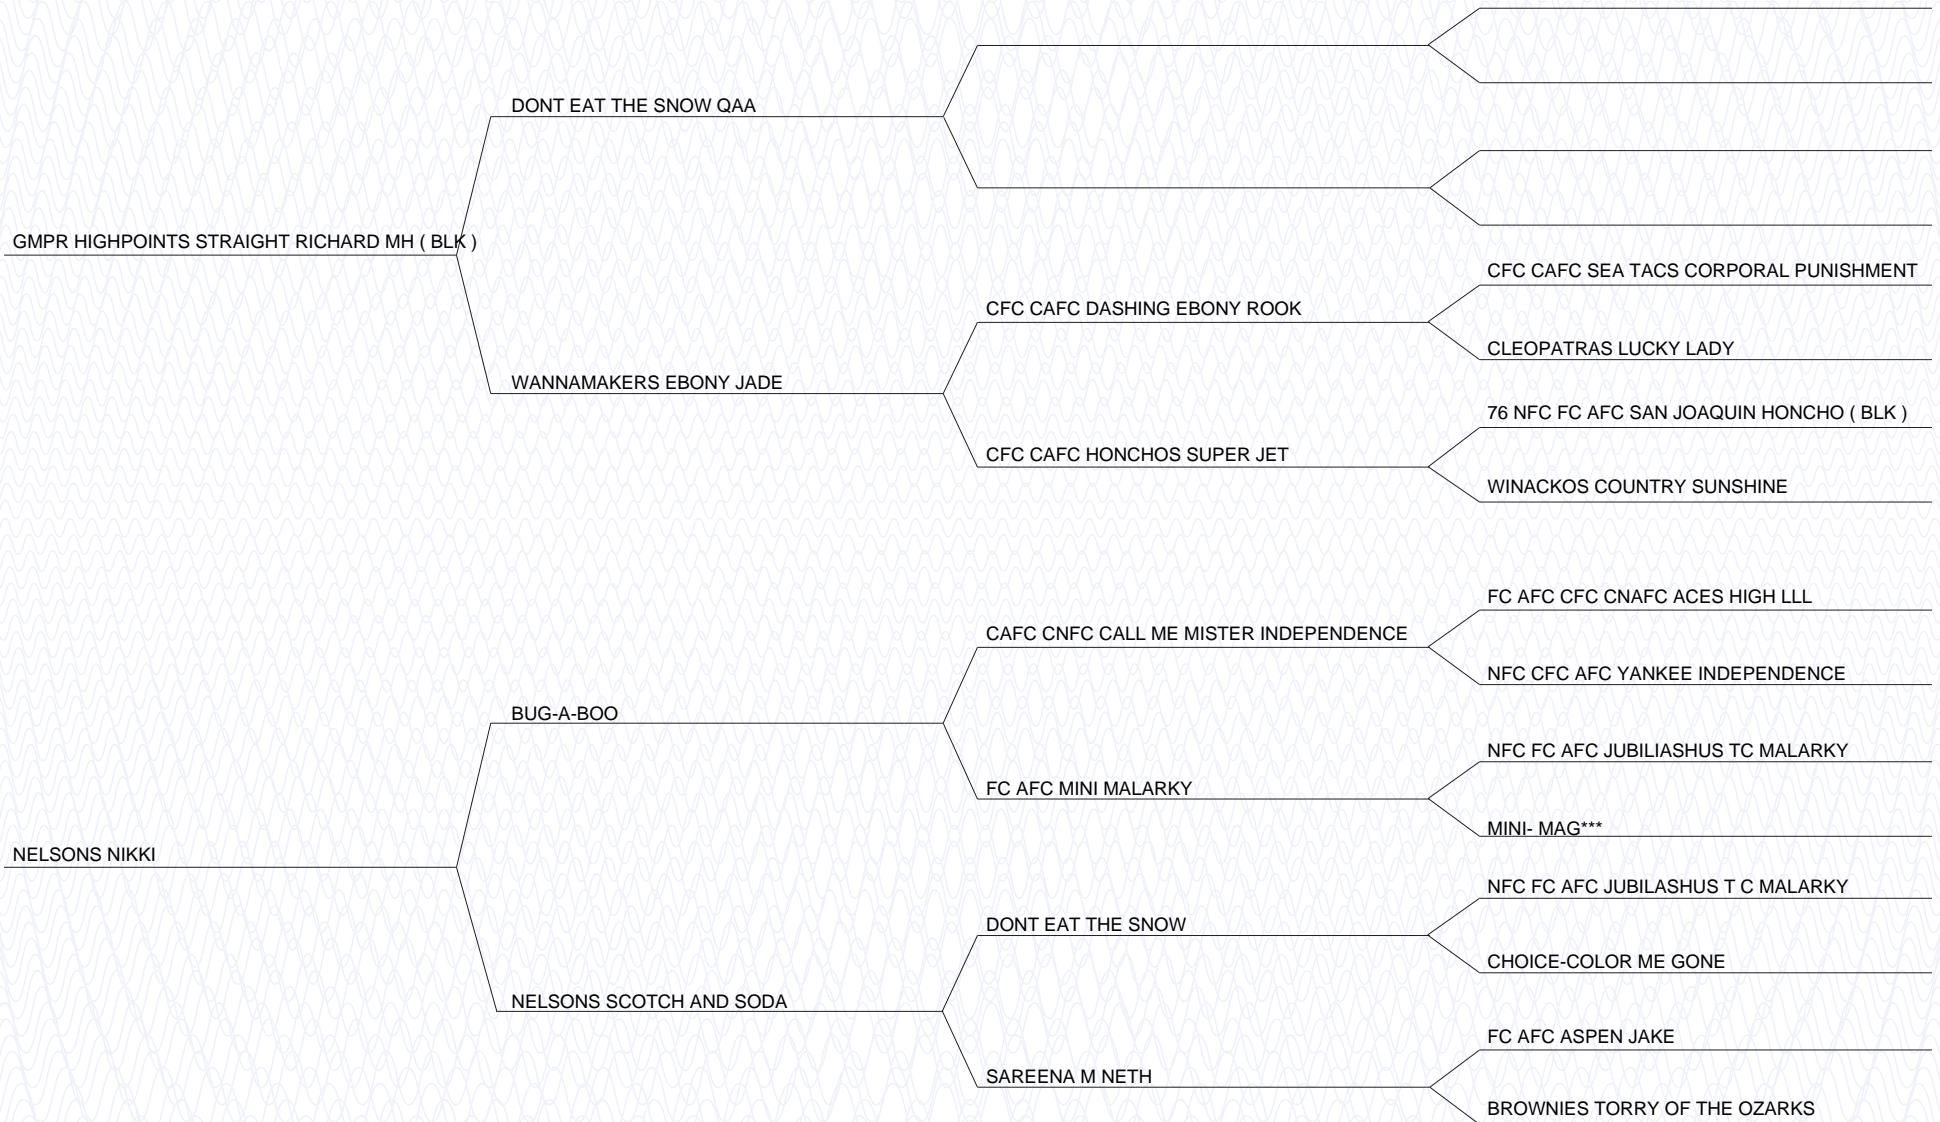 DONT EAT THE SNOW QAA
GMPR HIGHPOINTS STRAIGHT RICHARD MH ( BLK )
CFC CAFC SEA TACS CORPORAL PUNISHMENT
CFC CAFC DASHING EBONY ROOK
CLEOPATRAS LUCKY LADY
WANNAMAKERS EBONY JADE
76 NFC FC AFC SAN JOAQUIN HONCHO ( BLK )
CFC CAFC HONCHOS SUPER JET
WINACKOS COUNTRY SUNSHINE
FC AFC CFC CNAFC ACES HIGH LLL
CAFC CNFC CALL ME MISTER INDEPENDENCE
NFC CFC AFC YANKEE INDEPENDENCE
BUG-A-BOO
NFC FC AFC JUBILIASHUS TC MALARKY
FC AFC MINI MALARKY
MINI- MAG***
NELSONS NIKKI
NFC FC AFC JUBILASHUS T C MALARKY
DONT EAT THE SNOW
CHOICE-COLOR ME GONE
NELSONS SCOTCH AND SODA
FC AFC ASPEN JAKE
SAREENA M NETH
BROWNIES TORRY OF THE OZARKS